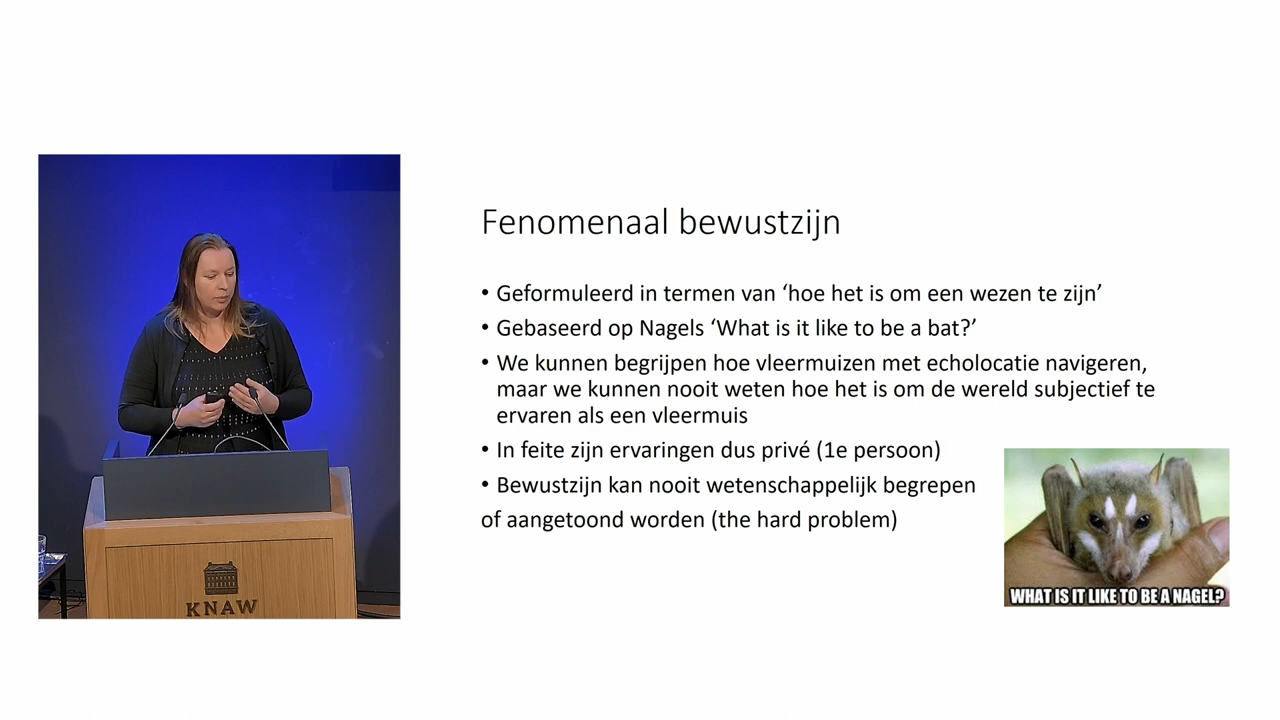 Fenomenaal bewustzijn
• Geformuleerd in termen van ‘hoe het is om een wezen te zijn’
• Gebaseerd op Nagels ‘What is it like to be a bat?’
• We kunnen begrijpen hoe vleermuizen met echolocatie navigeren,
maar we kunnen nooit weten hoe het is om de wereld subjectief te
ervaren als een vleermuis
• In feite zijn ervaringen dus privé (1e persoon)
• Bewustzijn kan nooit wetenschappelijk begrepen
of aangetoond worden (the hard problem)
WHAT IS IT LIKE TO BE A NAGEL?
KNAW